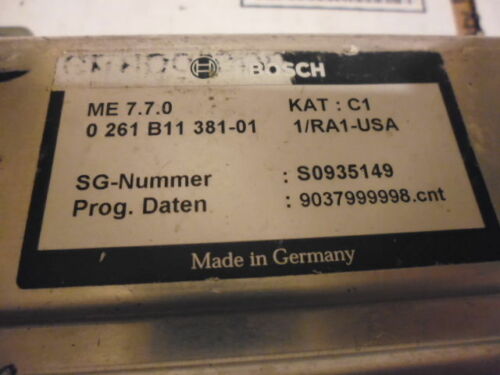 BOSCH
ME 7.7.0 KAT : C1
0 261 B11 381-01 1/RA1-USA
SG-Nummer : S0935149
Prog. Daten : 9037999998.cnt
Made in Germany